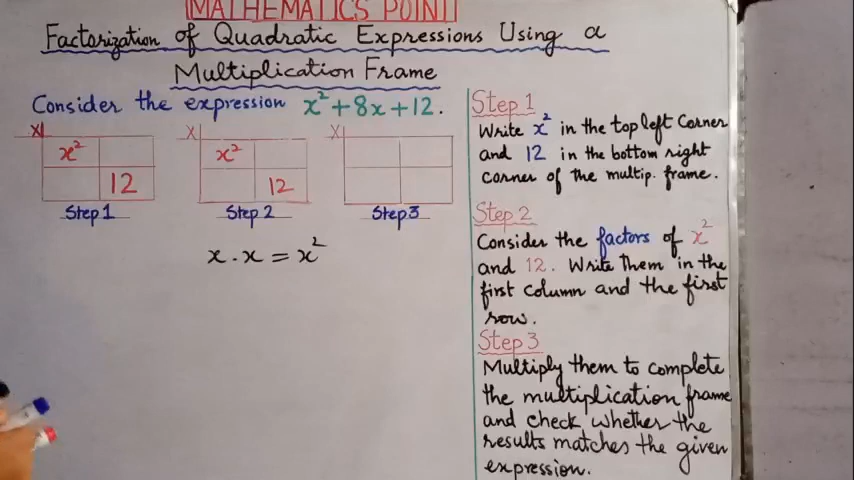 MATHEMATICS POINT
Factorization of Quadratic Expressions Using a
Multiplication Frame
Consider the expression x²+8x+12.
X
x²
12
Step 1
X
x²
12
Step 2
X
Step 3
x.x = x²
Step 1
Write x² in the top left corner
and 12 in the bottom right
corner of the multip. frame.
Step 2
Consider the factors of x²
and 12. Write them in the
first column and the first
row.
Step 3
Multiply them to complete
the multiplication frame
and check whether the
results matches the given
expression.